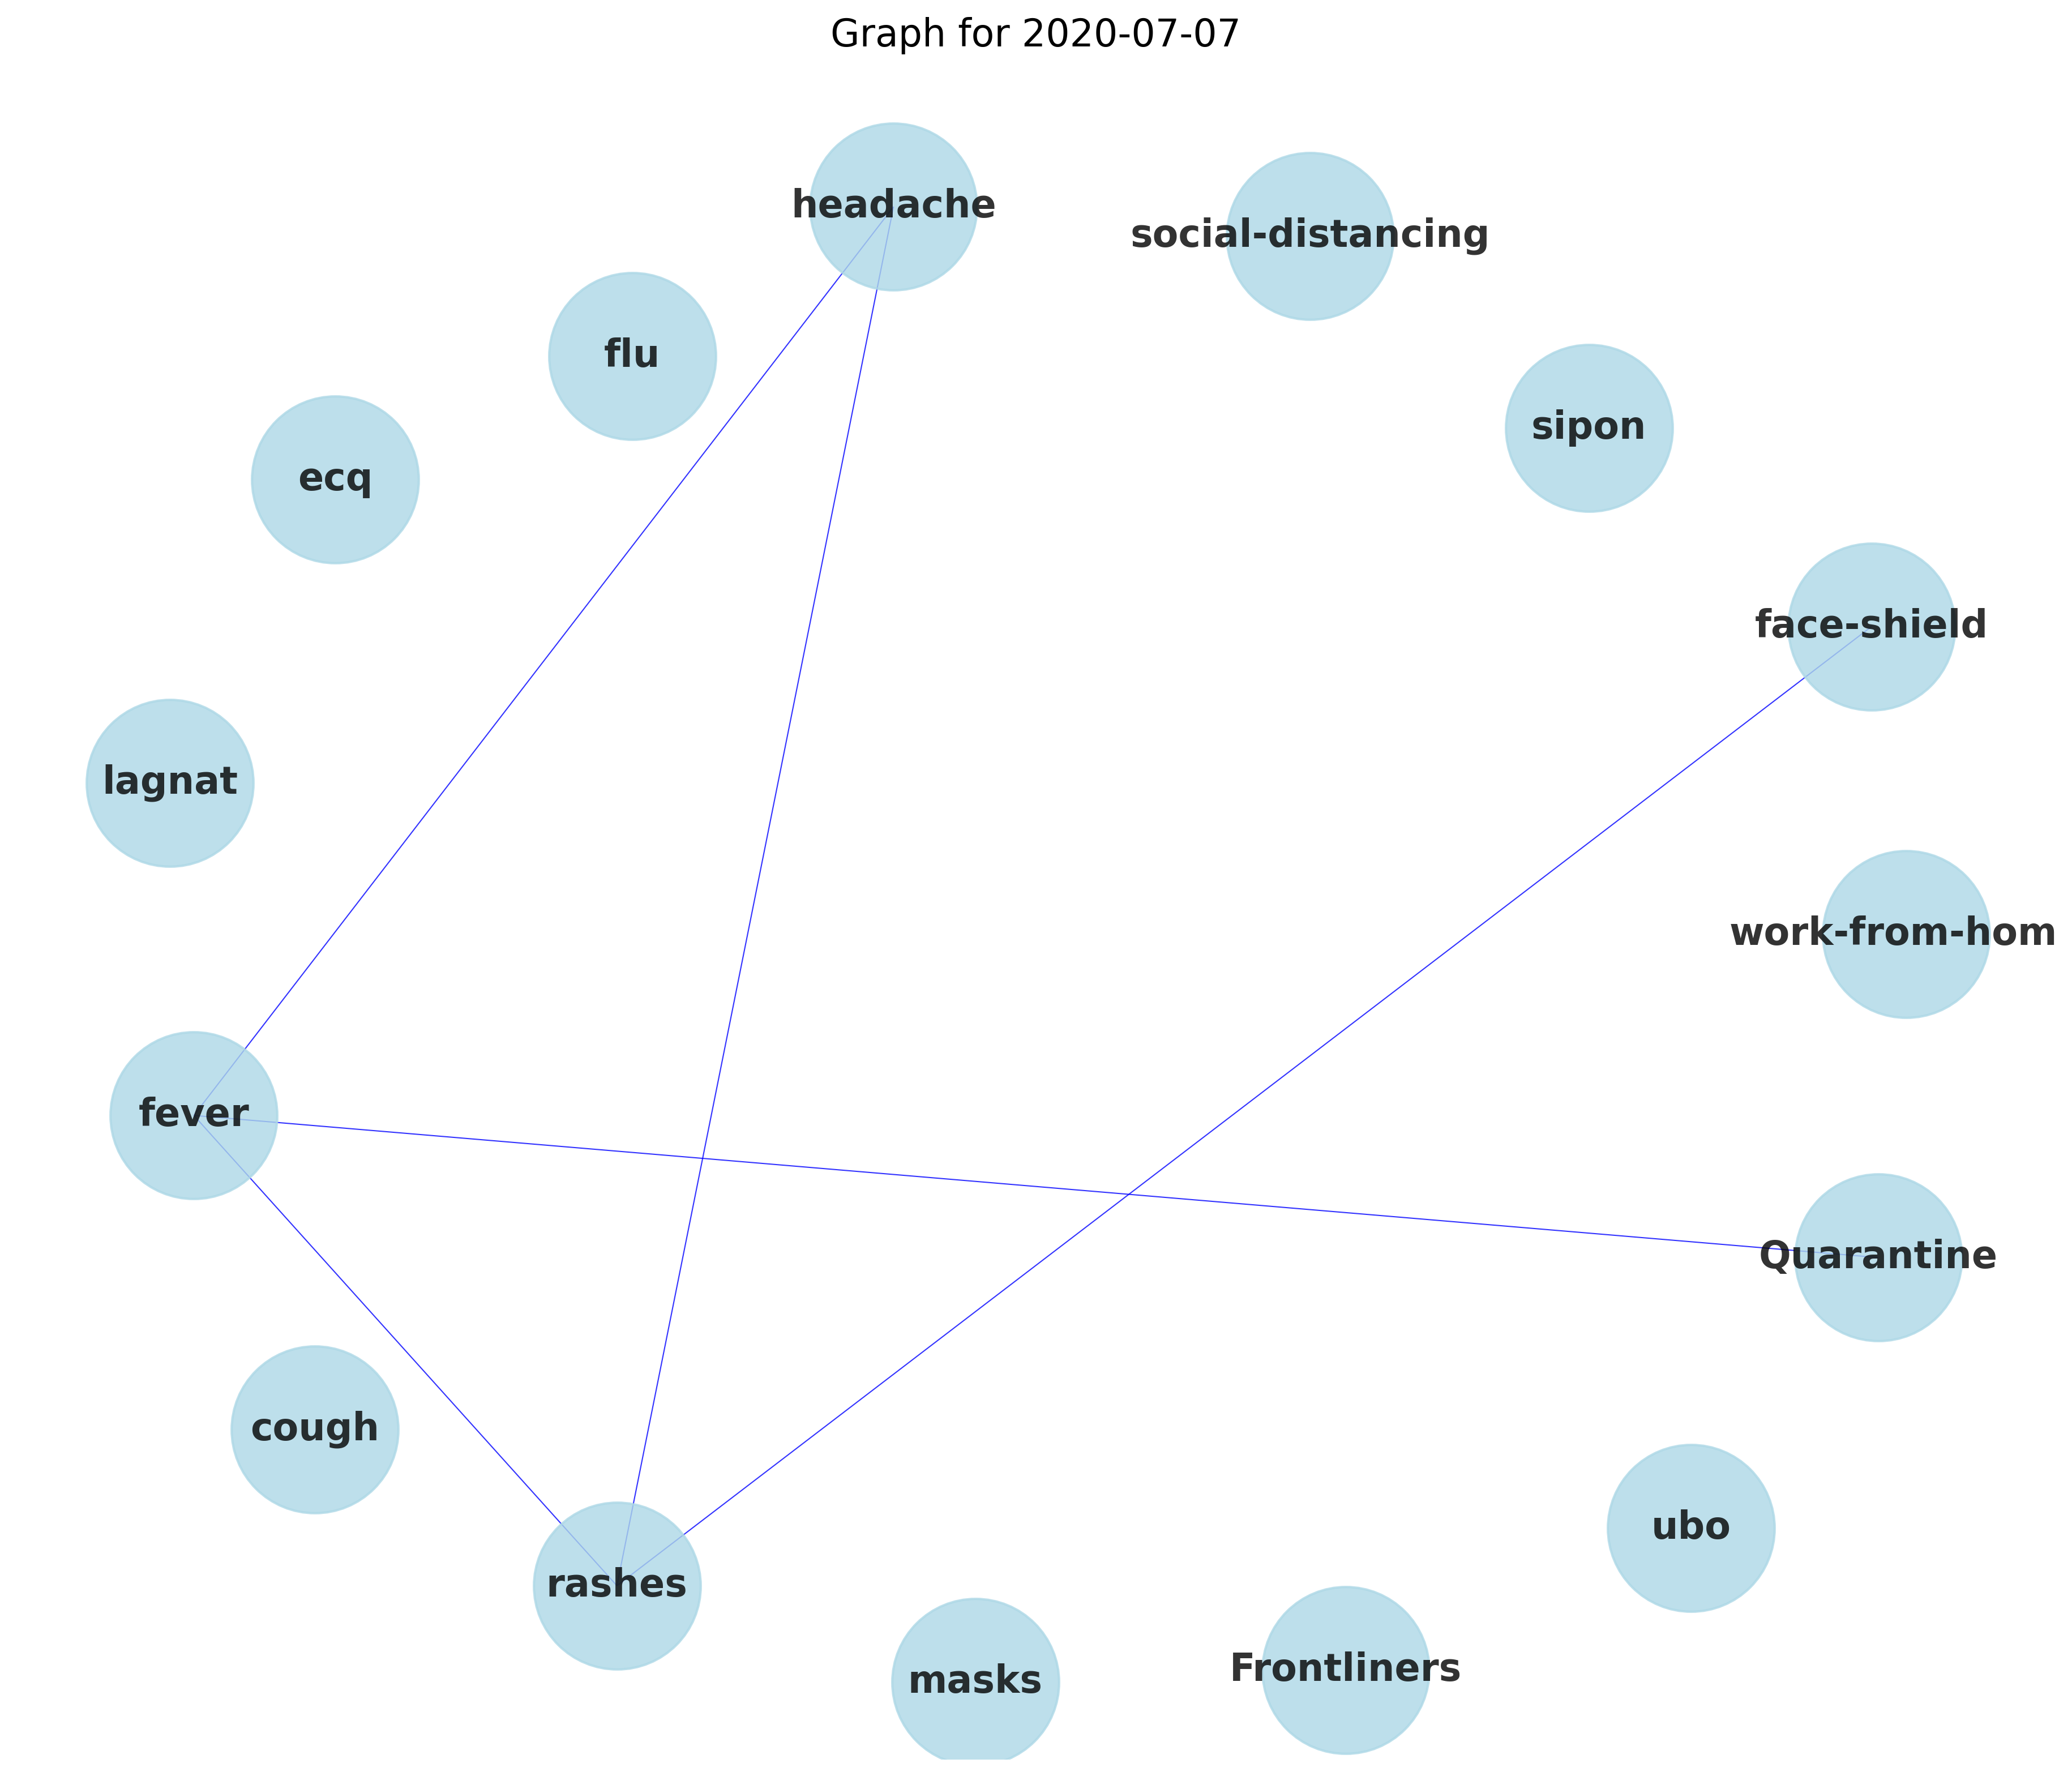 Graph for 2020-07-07
headache
social-distancing
flu
sipon
ecq
face-shield
lagnat
work-from-hom
fever
Quarantine
cough
ubo
rashes
Frontliners
masks